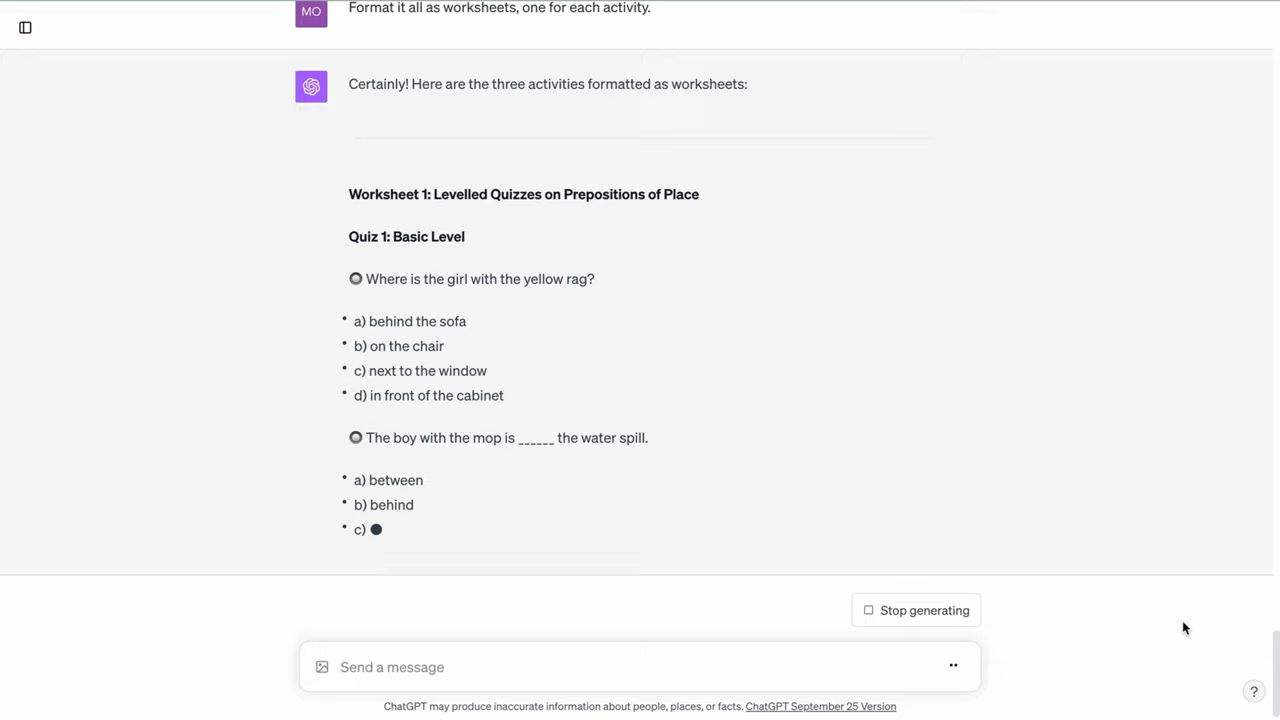 MO
Format it all as worksheets, one for each activity.
Certainly! Here are the three activities formatted as worksheets:
Worksheet 1: Levelled Quizzes on Prepositions of Place
Quiz 1: Basic Level
Where is the girl with the yellow rag?
a) behind the sofa
b) on the chair
c) next to the window
d) in front of the cabinet
The boy with the mop is ______ the water spill.
a) between
b) behind
c)
Stop generating
Send a message
ChatGPT may produce inaccurate information about people, places, or facts. ChatGPT September 25 Version
?